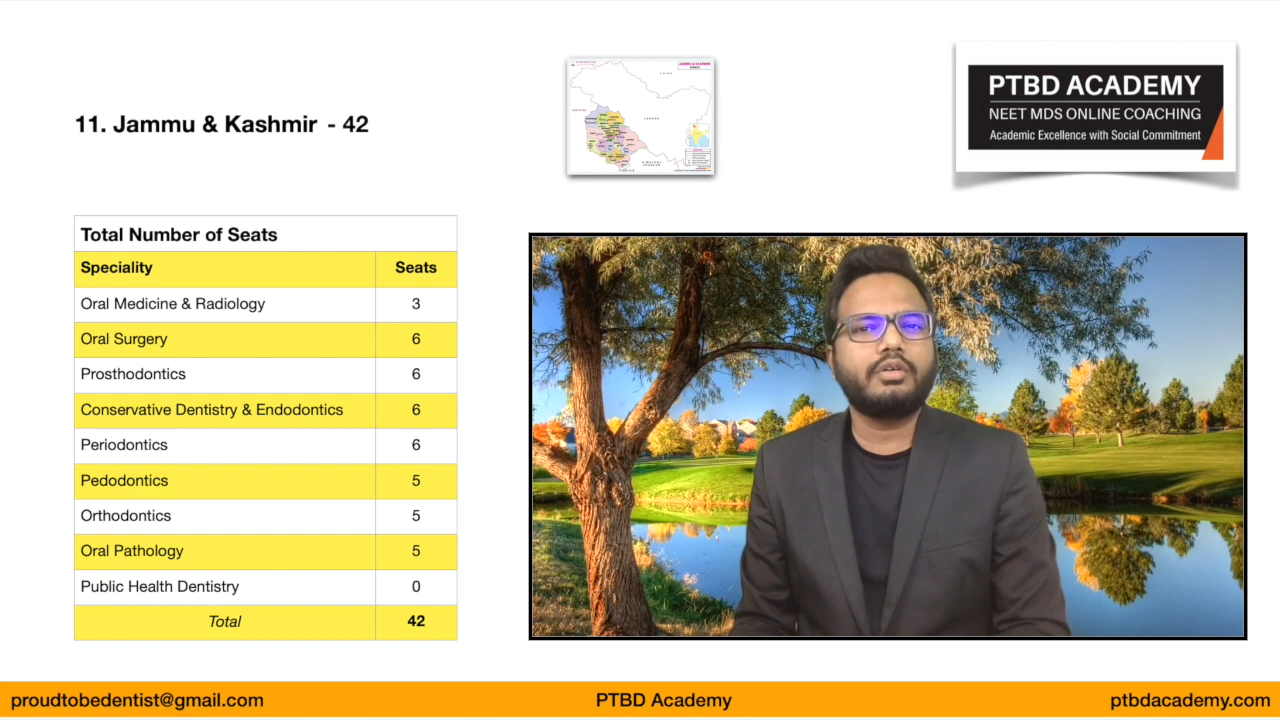 11. Jammu & Kashmir - 42
PTBD ACADEMY
NEET MDS ONLINE COACHING
Academic Excellence with Social Commitment
Total Number of Seats
Speciality Seats
Oral Medicine & Radiology 3
Oral Surgery 6
Prosthodontics 6
Conservative Dentistry & Endodontics 6
Periodontics 6
Pedodontics 5
Orthodontics 5
Oral Pathology 5
Public Health Dentistry 0
Total 42
proudtobedentist@gmail.com PTBD Academy ptbdacademy.com